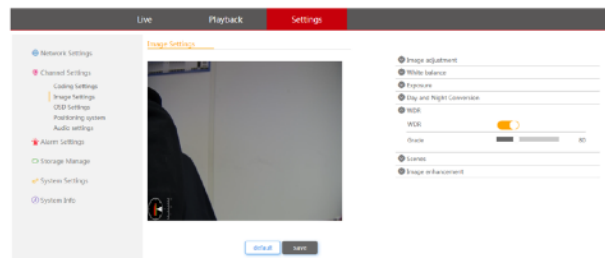 Live Playback Settings
Image Settings
Network Settings
Channel Settings
Coding Settings
Image Settings
OSD Settings
Positioning system
Audio settings
Alarm Settings
Storage Manage
System Settings
System Info
Image adjustment
White balance
Exposure
Day and Night Conversion
WDR
WDR
Grade 80
Scenes
Image enhancement
default save